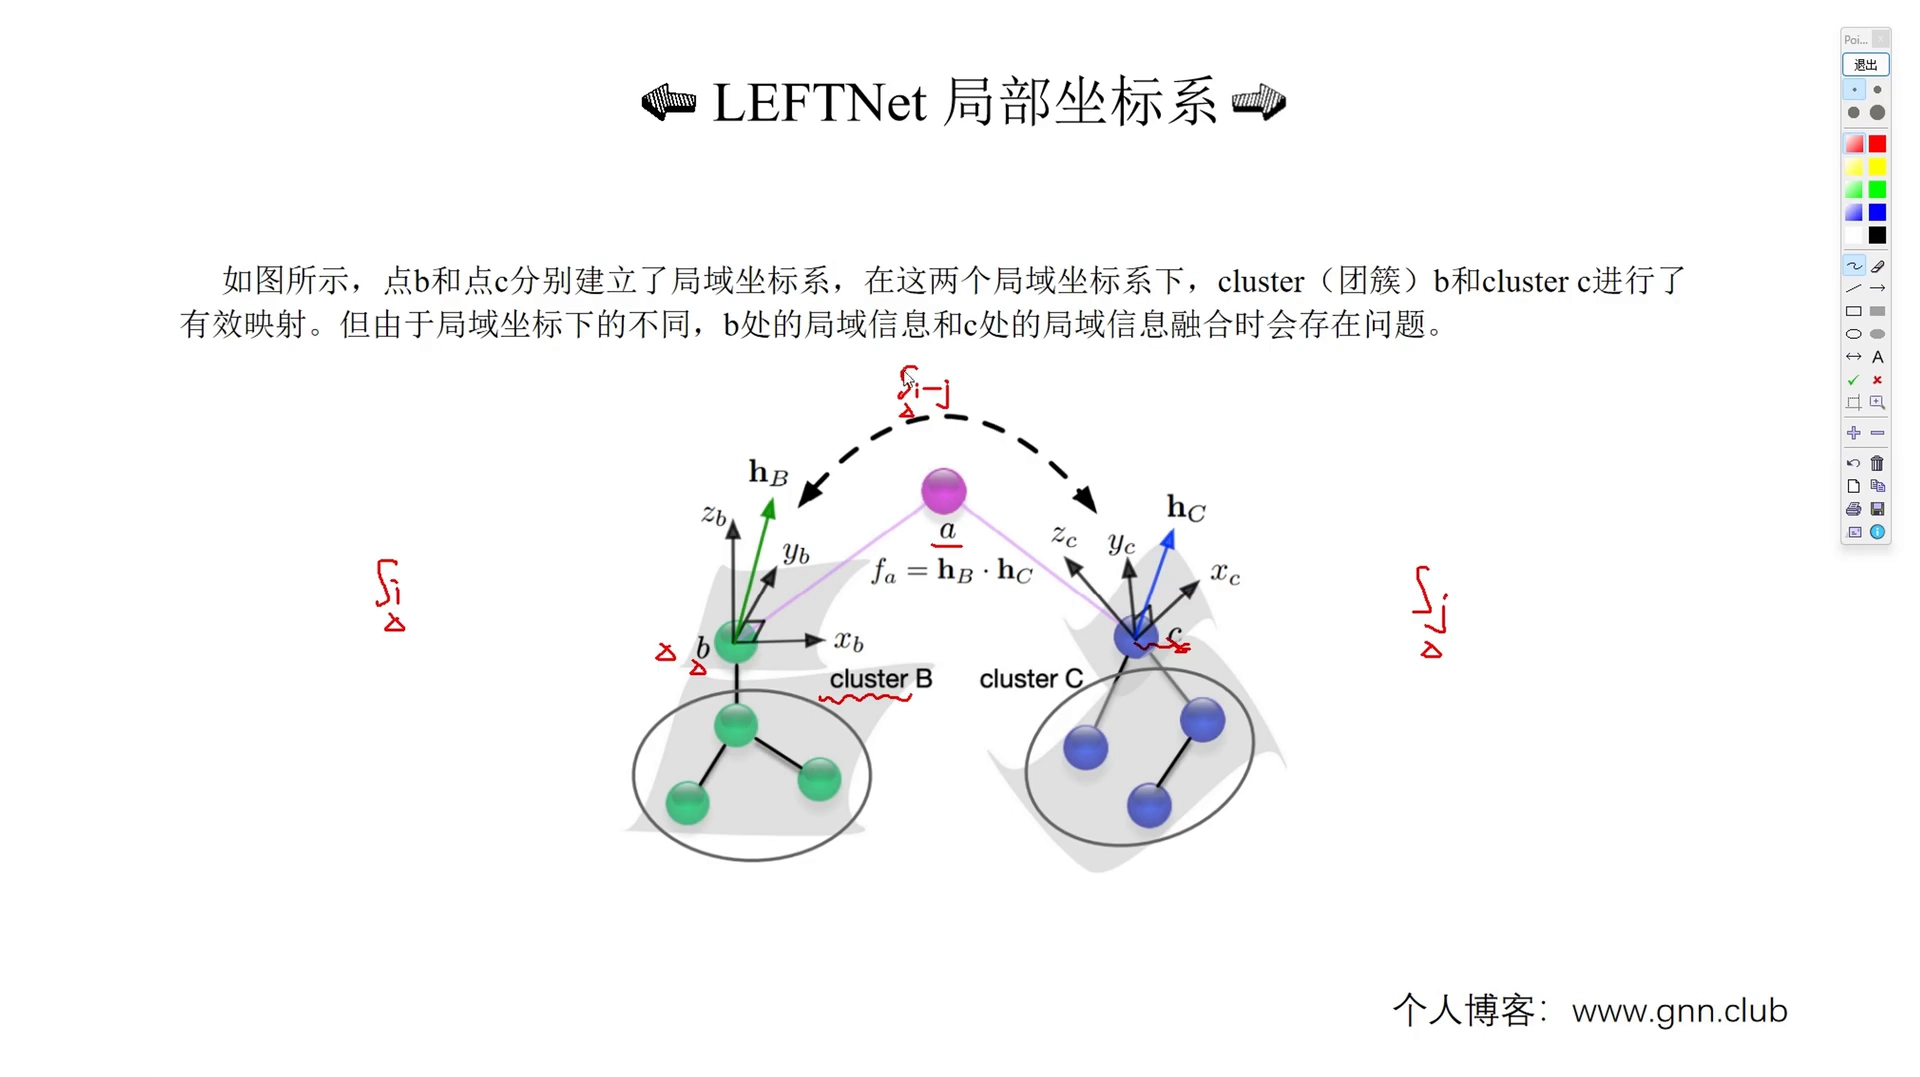 LEFTNet 局部坐标系
如图所示，点b和点c分别建立了局域坐标系，在这两个局域坐标系下，cluster（团簇）b和cluster c进行了
有效映射。但由于局域坐标下的不同，b处的局域信息和c处的局域信息融合时会存在问题。
i-j
h_B
z_b
y_b
x_b
b
a
f_a = h_B · h_C
h_C
z_c
y_c
x_c
c
i
j
cluster B
cluster C
个人博客：www.gnn.club
Poi...
退出
A